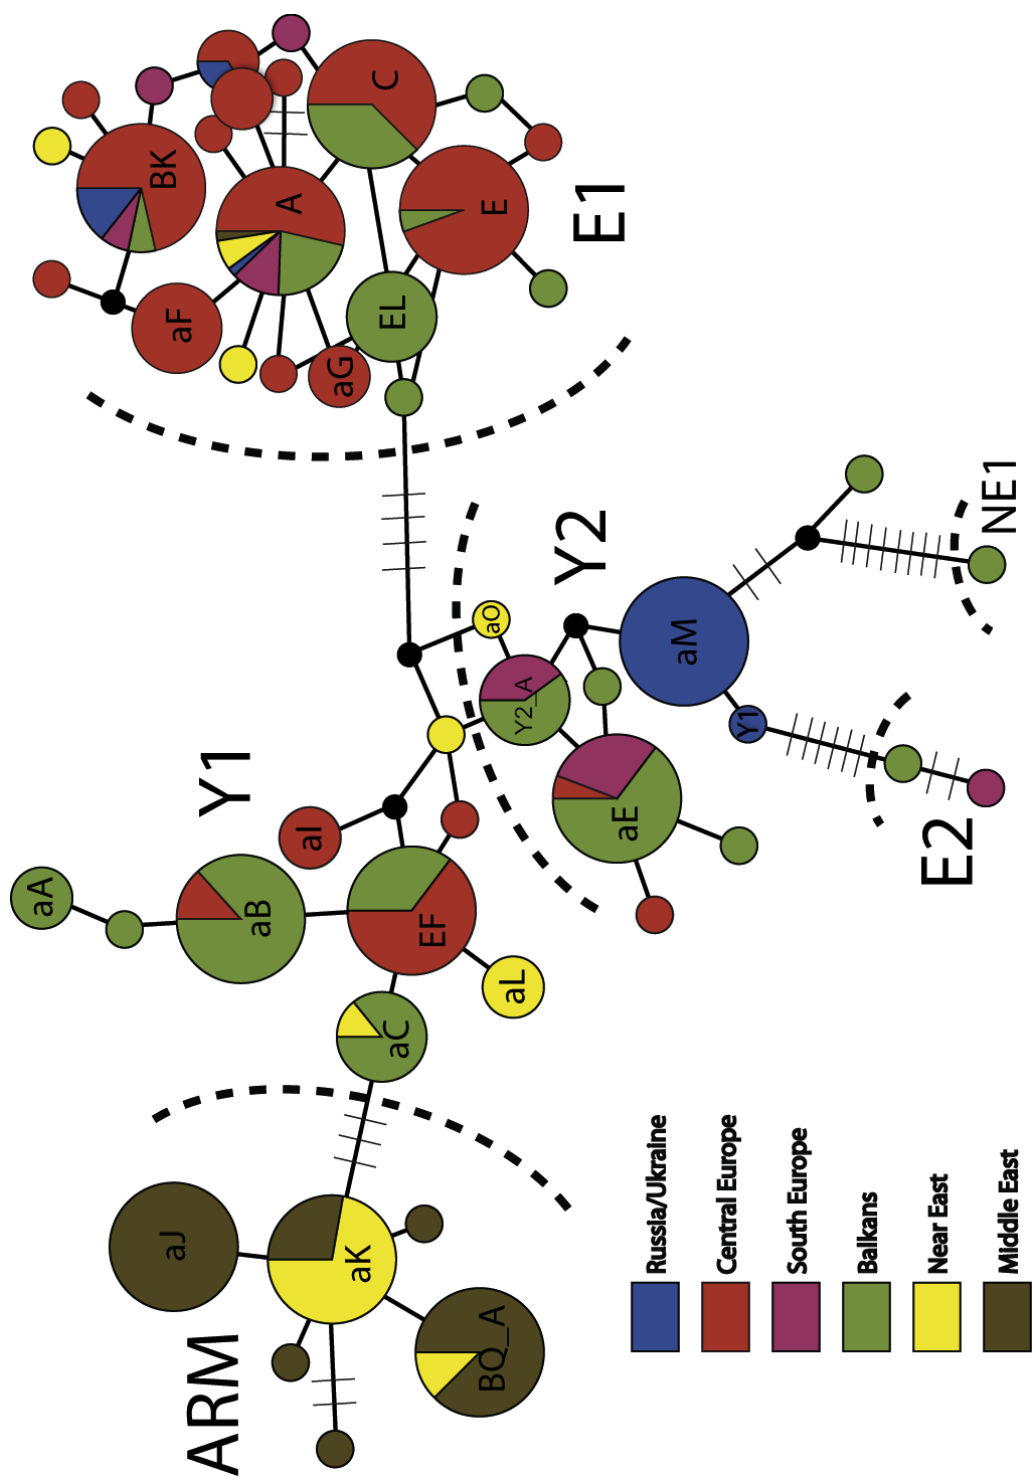 ARM
aJ
aK
BQ_A
Y1
aA
aB
aC
EF
aL
aI
Y2
aO
Y2_A
aE
aM
Y1
E2
NE1
E1
BK
A
C
E
EL
aF
aG
Russia/Ukraine
Central Europe
South Europe
Balkans
Near East
Middle East